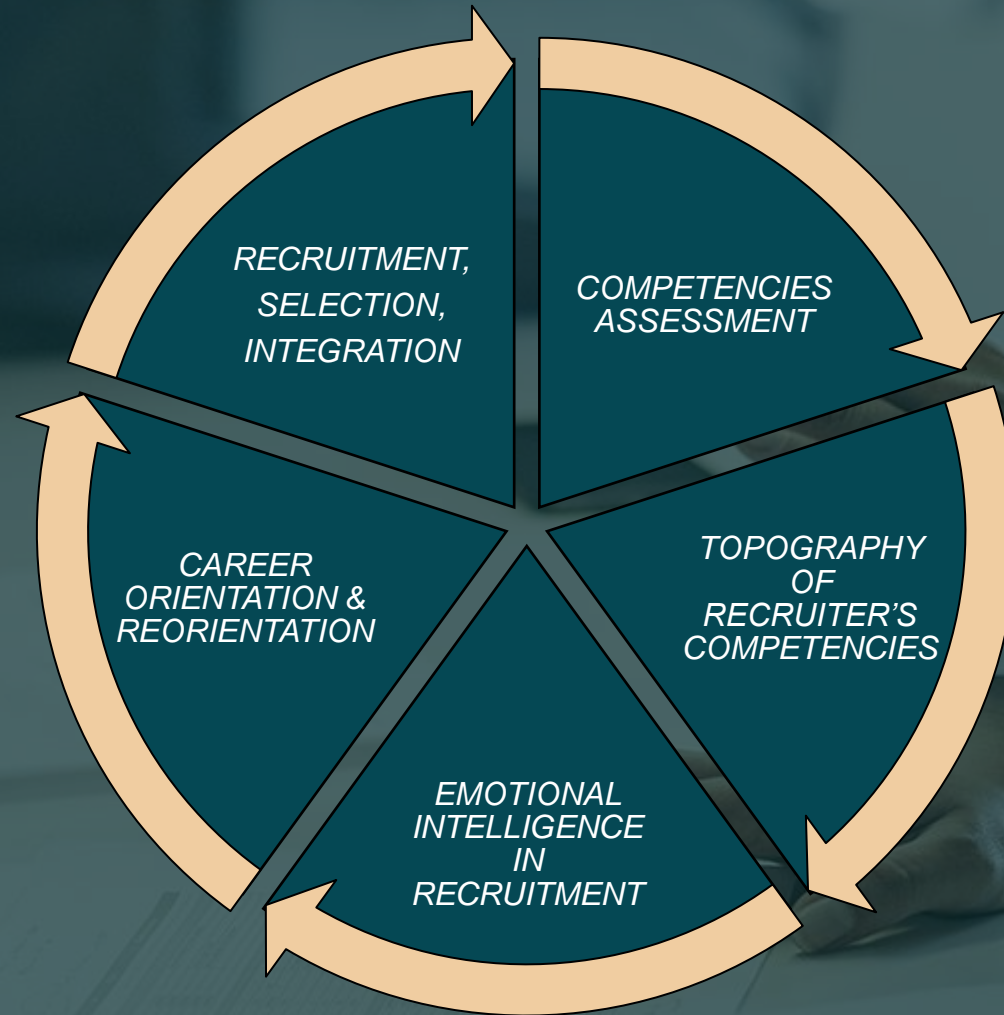 RECRUITMENT,
SELECTION,
INTEGRATION
COMPETENCIES
ASSESSMENT
TOPOGRAPHY
OF
RECRUITER’S
COMPETENCIES
EMOTIONAL
INTELLIGENCE
IN
RECRUITMENT
CAREER
ORIENTATION &
REORIENTATION